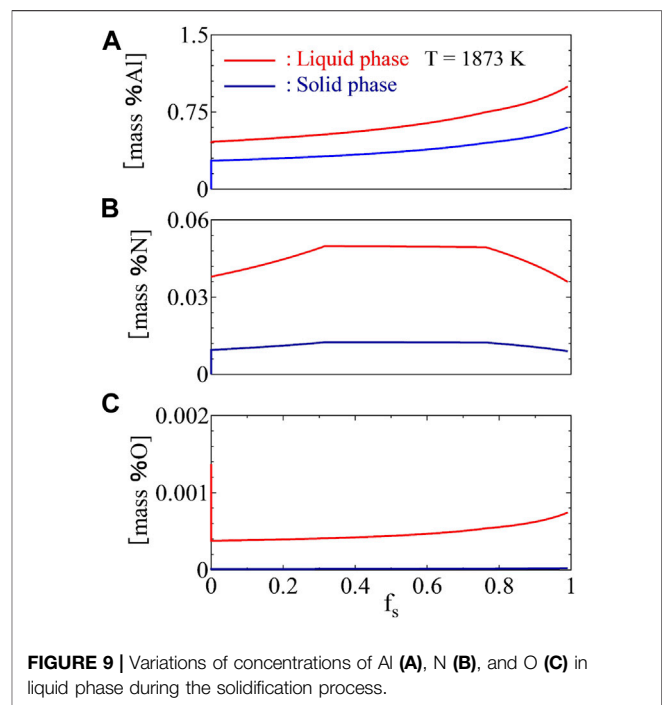 A
1.5
: Liquid phase T = 1873 K
: Solid phase
[mass %Al]
0.75
0
B
0.06
[mass %N]
0.03
0
C
0.002
[mass %O]
0.001
0
0 0.2 0.4 0.6 0.8 1
fs
FIGURE 9 | Variations of concentrations of Al (A), N (B), and O (C) in
liquid phase during the solidification process.